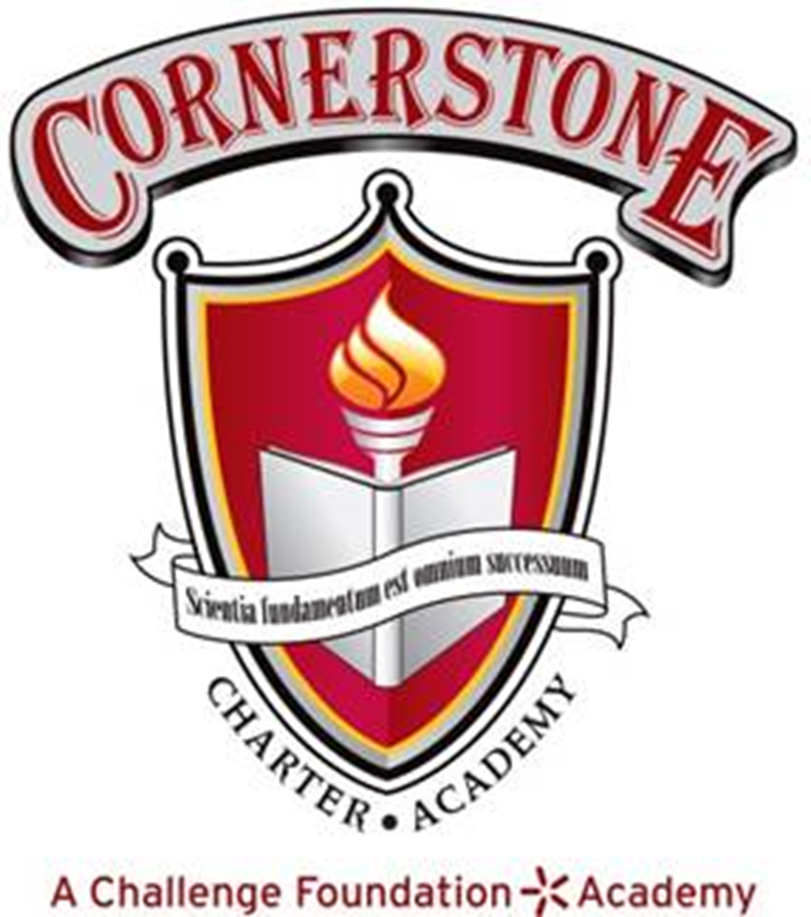 CORNERSTONE
Scientia fundamentum est omnium successuum
CHARTER • ACADEMY
A Challenge Foundation Academy